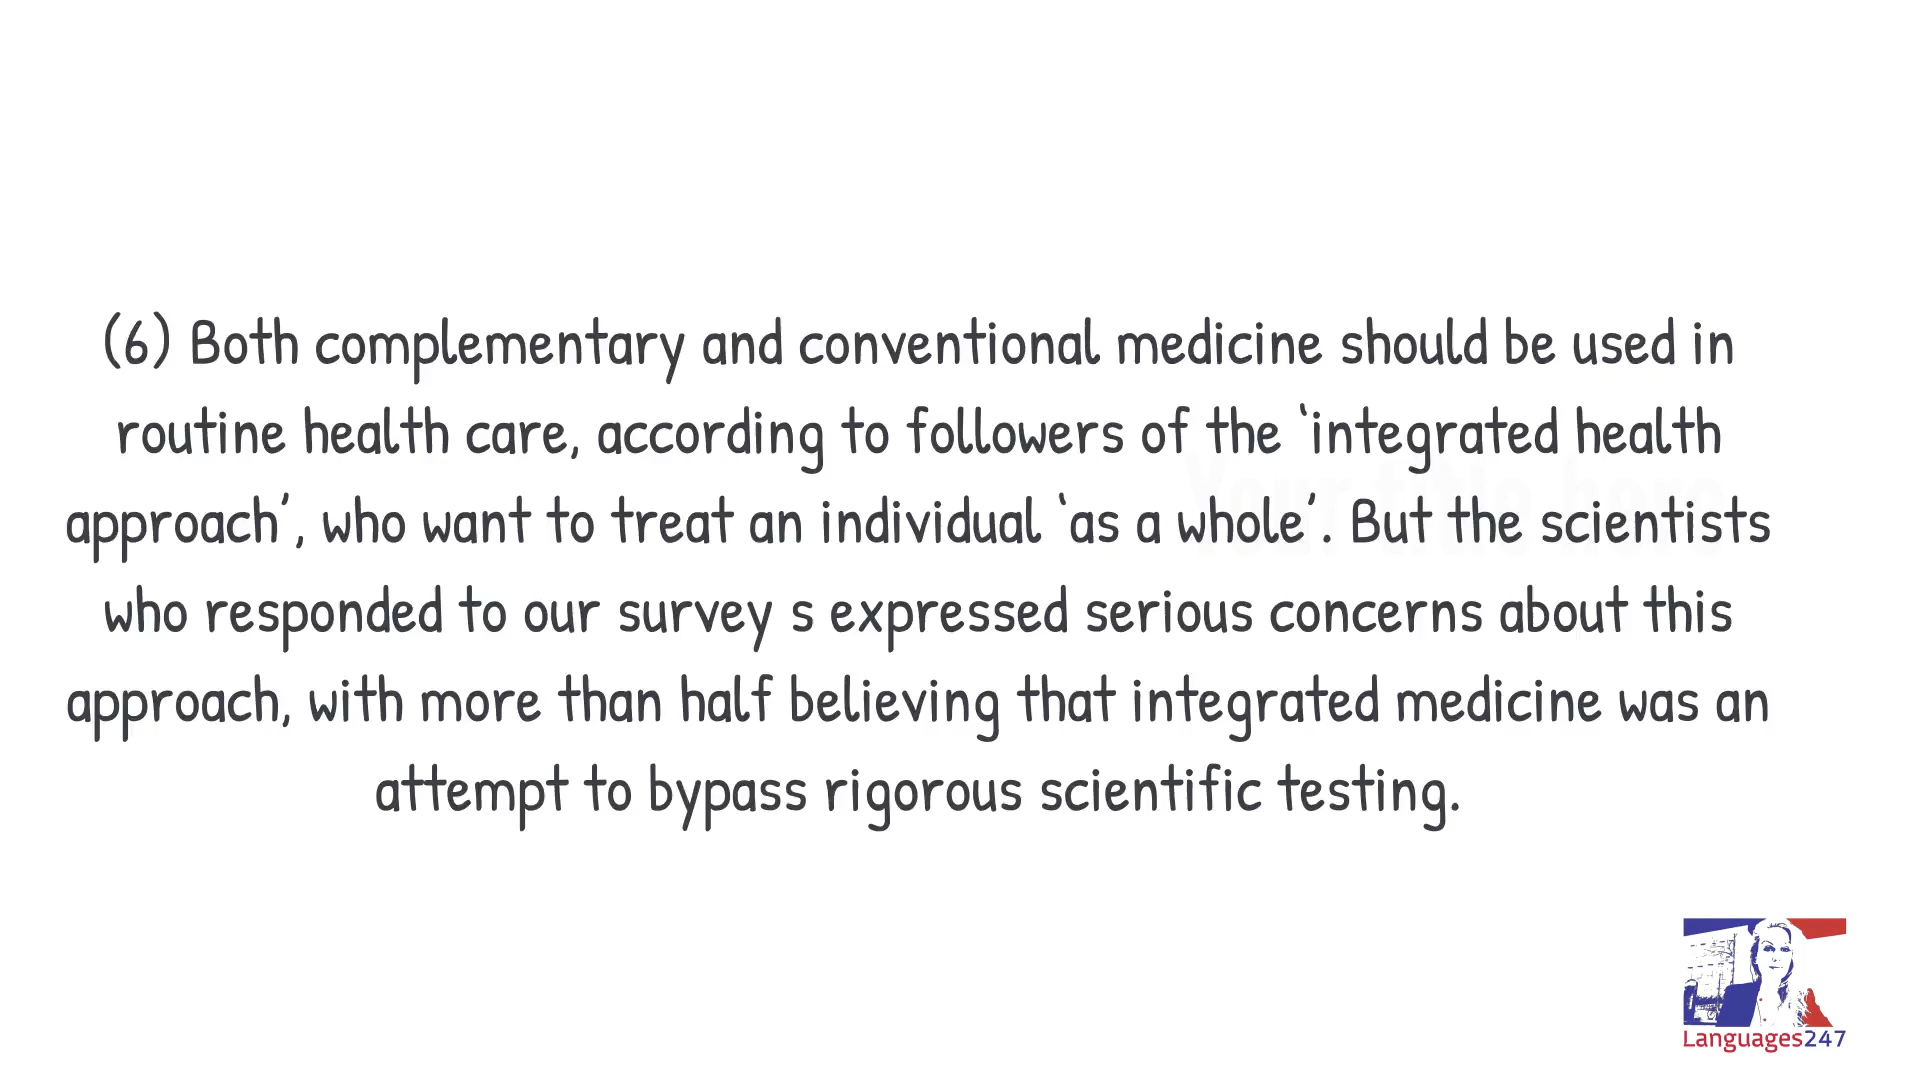 (6) Both complementary and conventional medicine should be used in
routine health care, according to followers of the ‘integrated health
approach’, who want to treat an individual ‘as a whole’. But the scientists
who responded to our survey s expressed serious concerns about this
approach, with more than half believing that integrated medicine was an
attempt to bypass rigorous scientific testing.
Your title here
Languages247